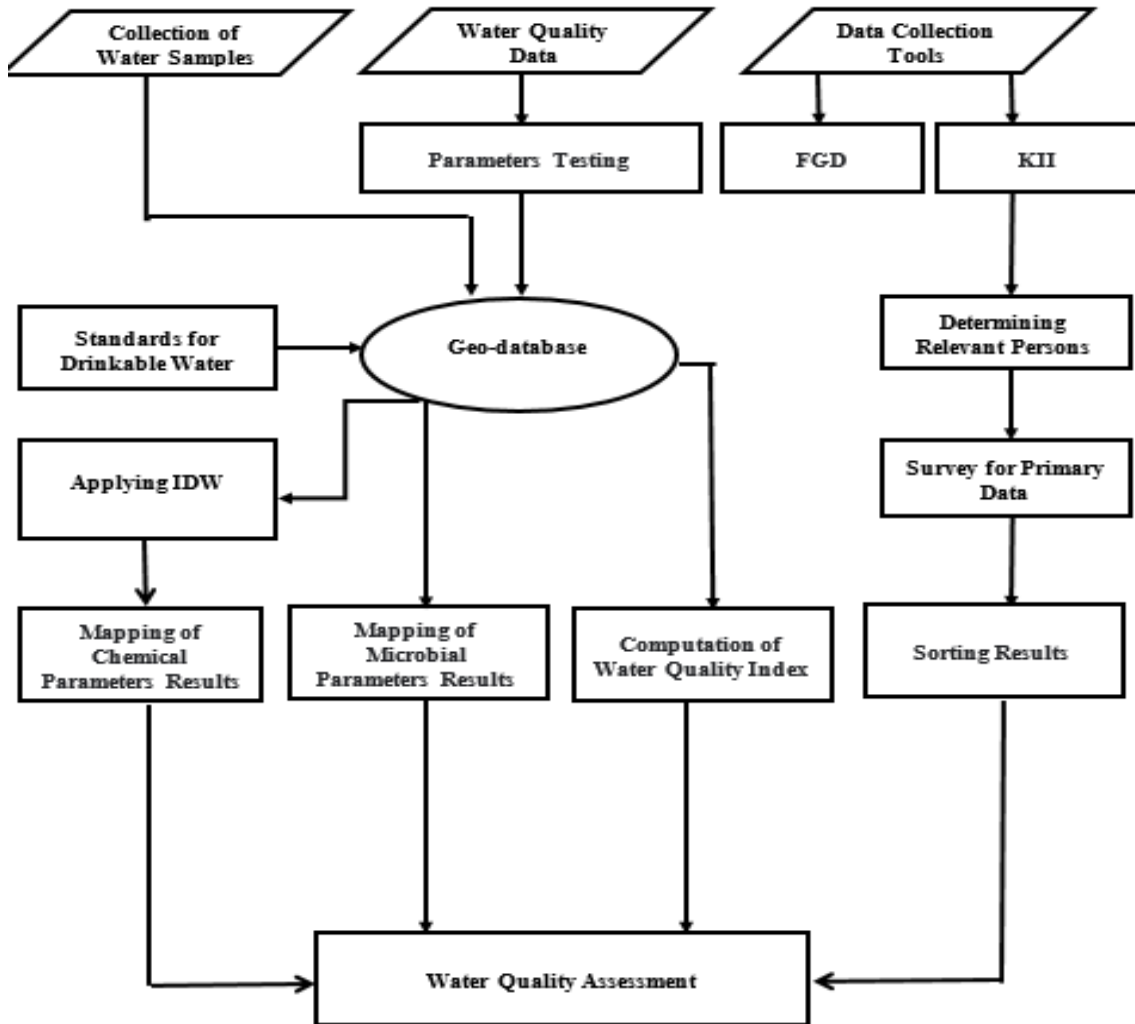 Collection of
Water Samples
Water Quality
Data
Data Collection
Tools
Parameters Testing
FGD
KII
Standards for
Drinkable Water
Geo-database
Determining
Relevant Persons
Applying IDW
Survey for Primary
Data
Mapping of
Chemical
Parameters Results
Mapping of
Microbial
Parameters Results
Computation of
Water Quality Index
Sorting Results
Water Quality Assessment